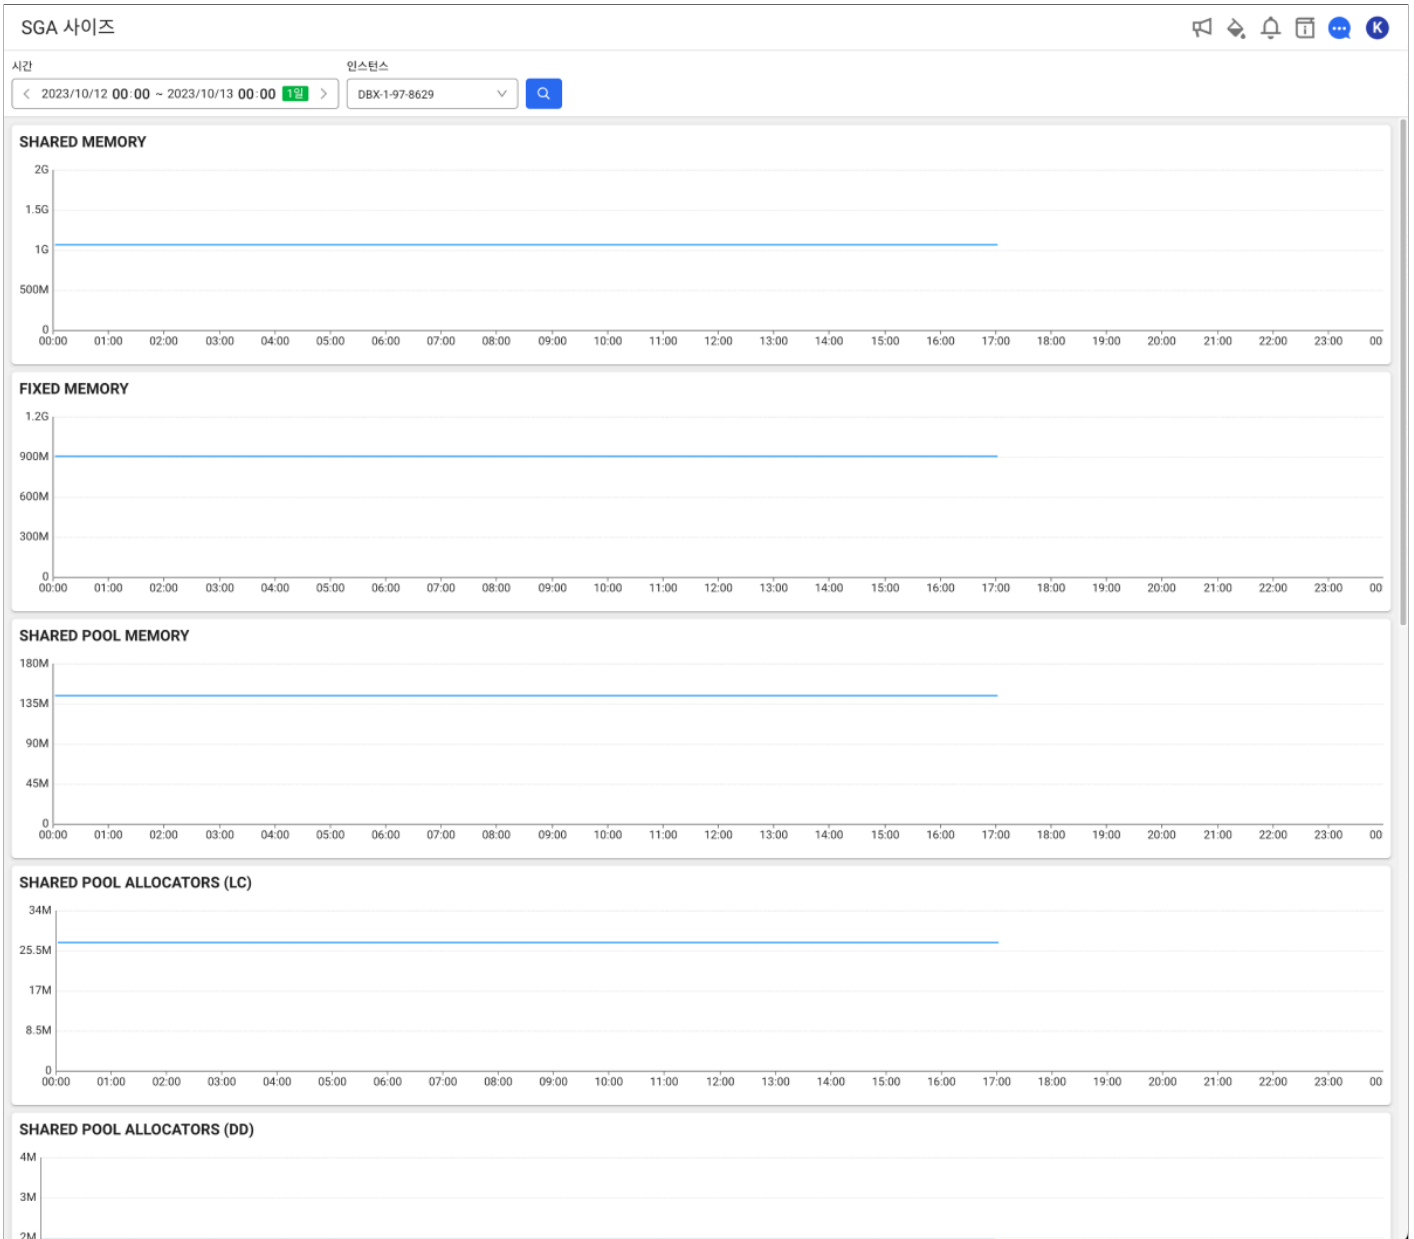 SGA 사이즈
K
시간
인스턴스
2023/10/12 00:00 ~ 2023/10/13 00:00 1일
DBX-1-97-8629
SHARED MEMORY
2G
1.5G
1G
500M
0
00:00 01:00 02:00 03:00 04:00 05:00 06:00 07:00 08:00 09:00 10:00 11:00 12:00 13:00 14:00 15:00 16:00 17:00 18:00 19:00 20:00 21:00 22:00 23:00 00
FIXED MEMORY
1.2G
900M
600M
300M
0
00:00 01:00 02:00 03:00 04:00 05:00 06:00 07:00 08:00 09:00 10:00 11:00 12:00 13:00 14:00 15:00 16:00 17:00 18:00 19:00 20:00 21:00 22:00 23:00 00
SHARED POOL MEMORY
180M
135M
90M
45M
0
00:00 01:00 02:00 03:00 04:00 05:00 06:00 07:00 08:00 09:00 10:00 11:00 12:00 13:00 14:00 15:00 16:00 17:00 18:00 19:00 20:00 21:00 22:00 23:00 00
SHARED POOL ALLOCATORS (LC)
34M
25.5M
17M
8.5M
0
00:00 01:00 02:00 03:00 04:00 05:00 06:00 07:00 08:00 09:00 10:00 11:00 12:00 13:00 14:00 15:00 16:00 17:00 18:00 19:00 20:00 21:00 22:00 23:00 00
SHARED POOL ALLOCATORS (DD)
4M
3M
2M